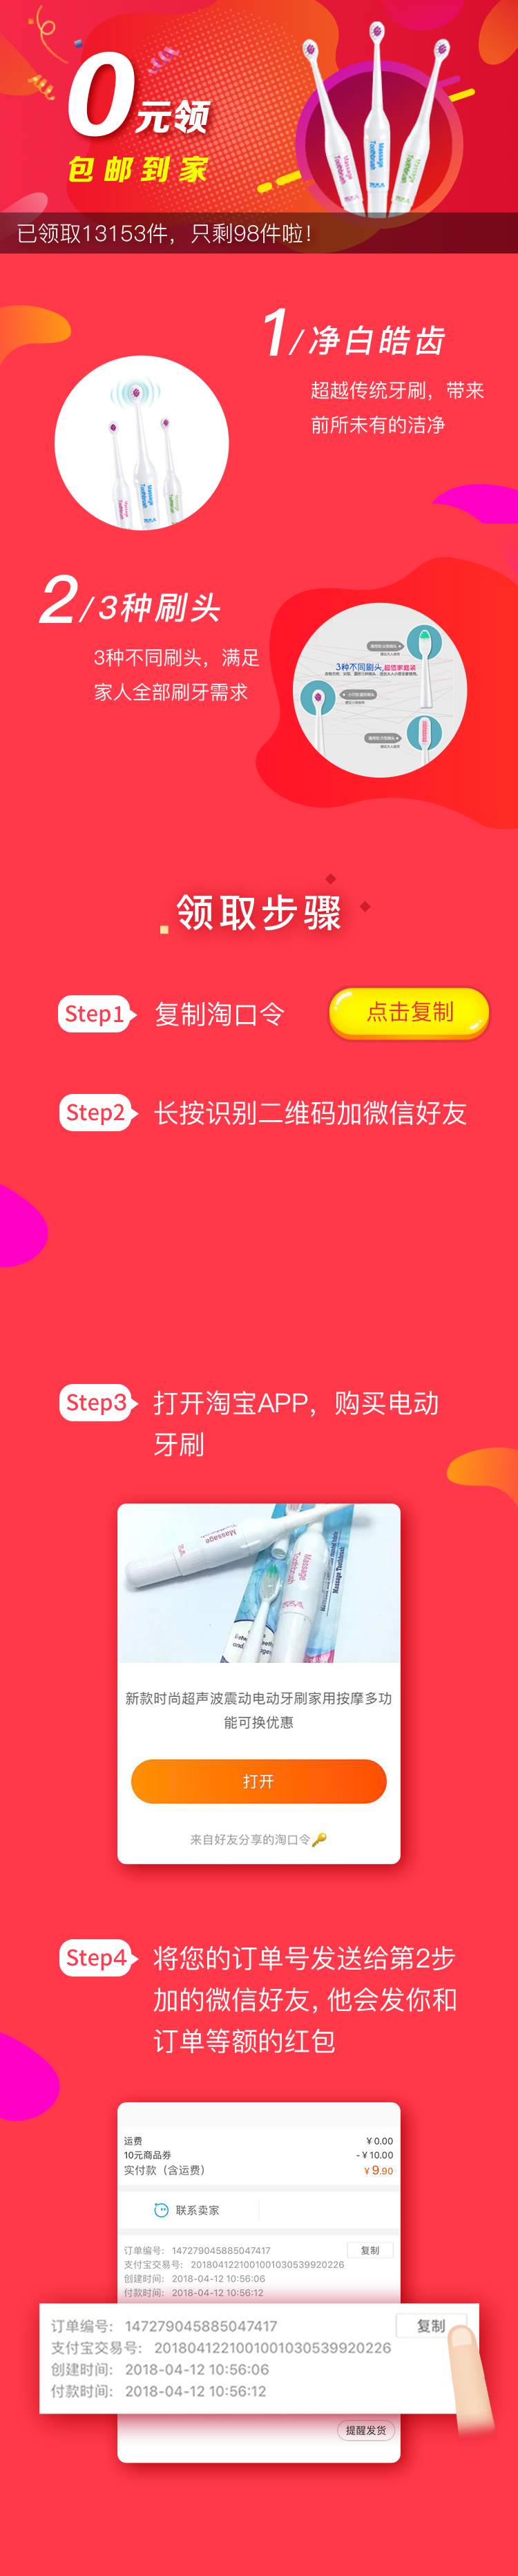 0元领
包邮到家
已领取13153件，只剩98件啦！
1/净白皓齿
超越传统牙刷，带来
前所未有的洁净
Massage
Toothbrush
Massage
Toothbrush
2/3种刷头
3种不同刷头，满足
家人全部刷牙需求
3种不同刷头,超值家庭装
领取步骤
Step1 复制淘口令 点击复制
Step2 长按识别二维码加微信好友
Step3 打开淘宝APP，购买电动
牙刷
Massage
Toothbrush
Massage
Toothbrush
Massage Toothbrush
新款时尚超声波震动电动牙刷家用按摩多功
能可换优惠
打开
来自好友分享的淘口令
Step4 将您的订单号发送给第2步
加的微信好友,他会发你和
订单等额的红包
运费 ¥0.00
10元商品券 -¥10.00
实付款（含运费） ¥9.90
联系卖家
订单编号: 147279045885047417 复制
支付宝交易号: 2018041221001001030539920226
创建时间: 2018-04-12 10:56:06
付款时间: 2018-04-12 10:56:12
订单编号: 147279045885047417 复制
支付宝交易号: 2018041221001001030539920226
创建时间: 2018-04-12 10:56:06
付款时间: 2018-04-12 10:56:12
提醒发货